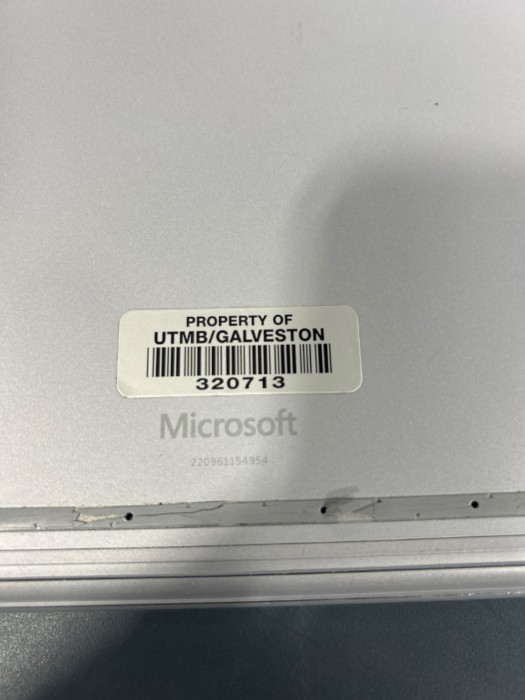 PROPERTY OF
UTMB/GALVESTON
320713
Microsoft
220961154954